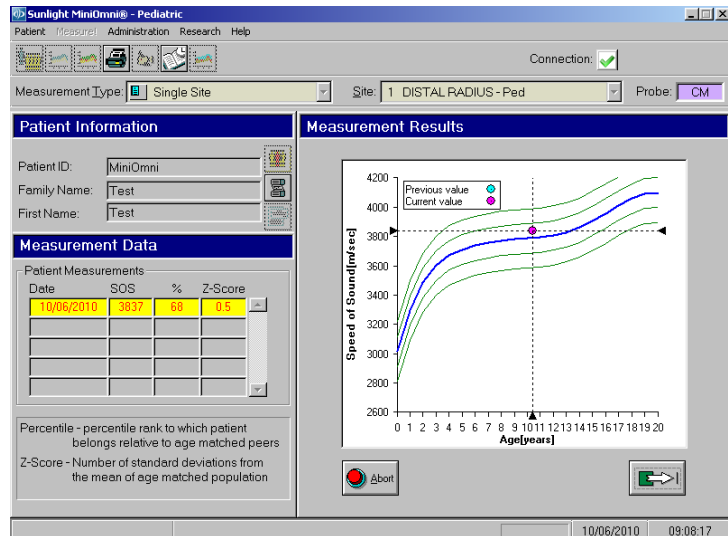 Sunlight MiniOmni® - Pediatric
Patient Measure! Administration Research Help
Connection:
Measurement Type: Single Site Site: 1 DISTAL RADIUS - Ped Probe: CM
Patient Information
Patient ID: MiniOmni
Family Name: Test
First Name: Test
Measurement Data
Patient Measurements
Date SOS % Z-Score
10/06/2010 3837 68 0.5
Percentile - percentile rank to which patient
belongs relative to age matched peers
Z-Score - Number of standard deviations from
the mean of age matched population
Measurement Results
Previous value
Current value
Speed of Sound[m/sec]
4200
4000
3800
3600
3400
3200
3000
2800
2600
0 1 2 3 4 5 6 7 8 9 10 11 12 13 14 15 16 17 18 19 20
Age[years]
Abort
10/06/2010 09:08:17